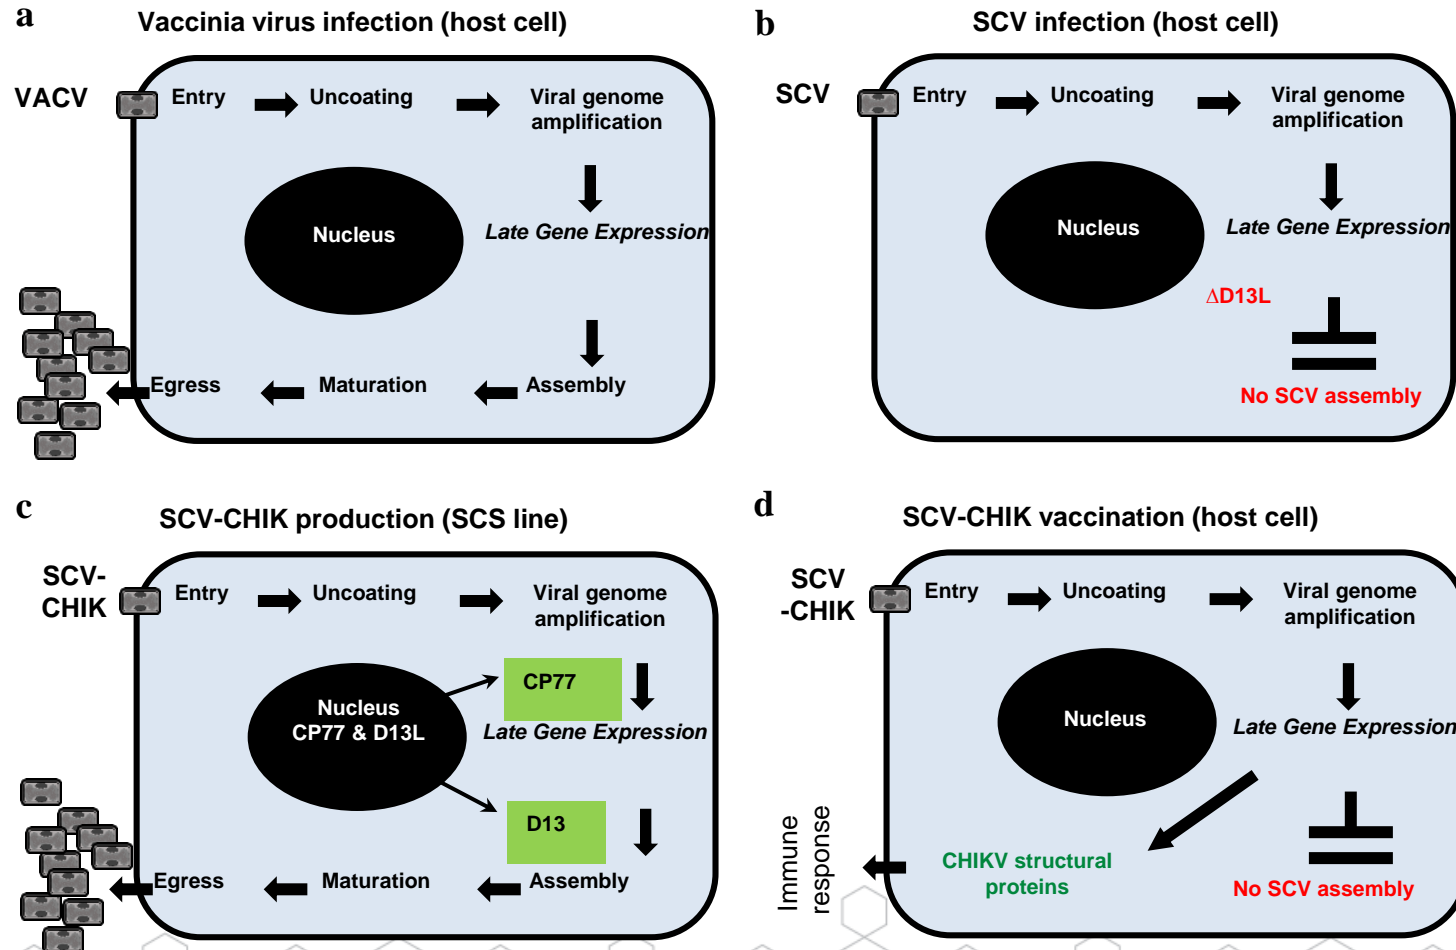 a
Vaccinia virus infection (host cell)
VACV
Entry
Uncoating
Viral genome
amplification
Nucleus
Late Gene Expression
Egress
Maturation
Assembly
b
SCV infection (host cell)
SCV
Entry
Uncoating
Viral genome
amplification
Nucleus
Late Gene Expression
ΔD13L
No SCV assembly
c
SCV-CHIK production (SCS line)
SCV-
CHIK
Entry
Uncoating
Viral genome
amplification
CP77
Nucleus
CP77 & D13L
Late Gene Expression
D13
Egress
Maturation
Assembly
d
SCV-CHIK vaccination (host cell)
SCV
-CHIK
Entry
Uncoating
Viral genome
amplification
Nucleus
Late Gene Expression
Immune
response
CHIKV structural
proteins
No SCV assembly